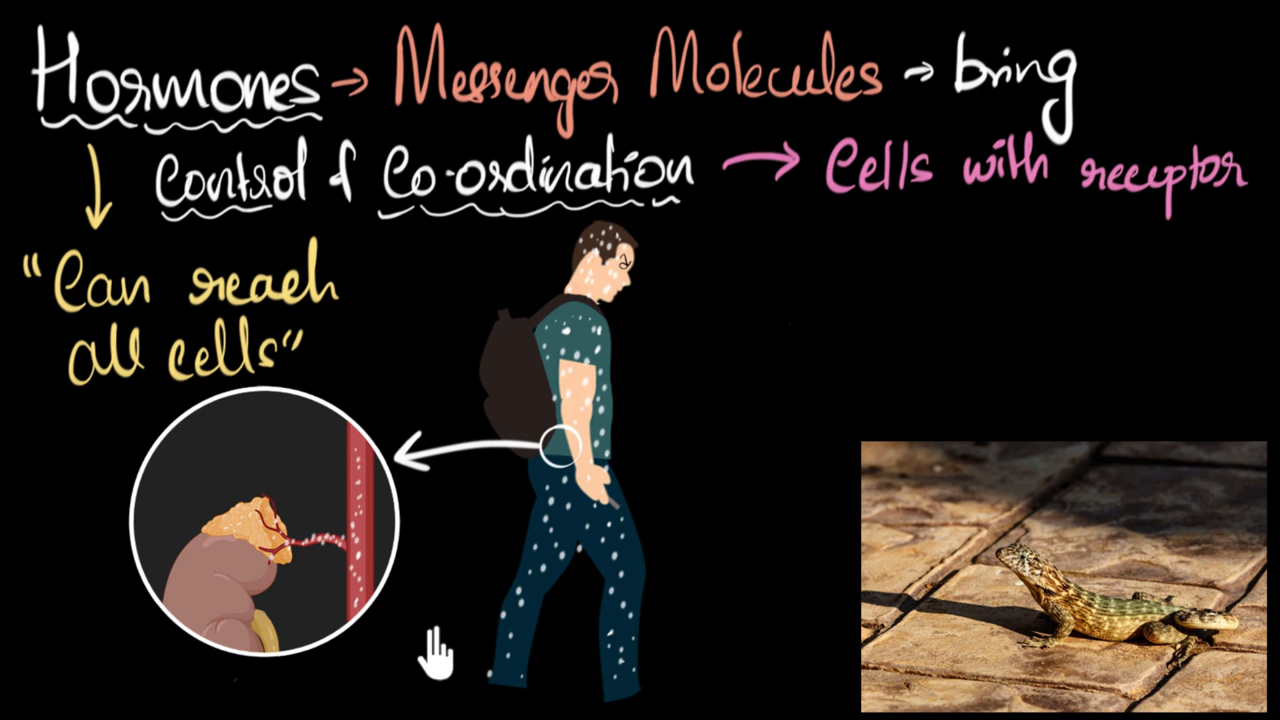 Hormones → Messenger Molecules → bring
Control & Co-ordination → Cells with receptor
"Can reach
all cells"